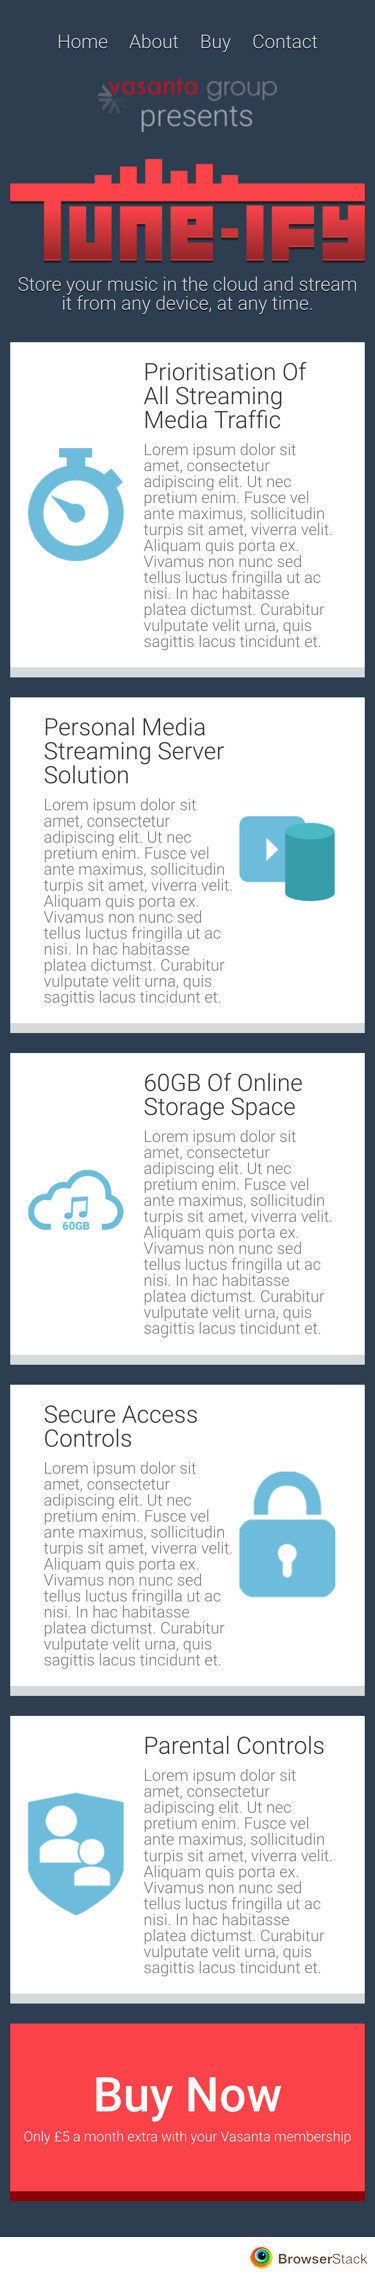 Home About Buy Contact
vasanta group
presents
Tune-ify
Store your music in the cloud and stream
it from any device, at any time.
Prioritisation Of
All Streaming
Media Traffic
Lorem ipsum dolor sit
amet, consectetur
adipiscing elit. Ut nec
pretium enim. Fusce vel
ante maximus, sollicitudin
turpis sit amet, viverra velit.
Aliquam quis porta ex.
Vivamus non nunc sed
tellus luctus fringilla ut ac
nisi. In hac habitasse
platea dictumst. Curabitur
vulputate velit urna, quis
sagittis lacus tincidunt et.
Personal Media
Streaming Server
Solution
Lorem ipsum dolor sit
amet, consectetur
adipiscing elit. Ut nec
pretium enim. Fusce vel
ante maximus, sollicitudin
turpis sit amet, viverra velit.
Aliquam quis porta ex.
Vivamus non nunc sed
tellus luctus fringilla ut ac
nisi. In hac habitasse
platea dictumst. Curabitur
vulputate velit urna, quis
sagittis lacus tincidunt et.
60GB Of Online
Storage Space
Lorem ipsum dolor sit
amet, consectetur
adipiscing elit. Ut nec
pretium enim. Fusce vel
ante maximus, sollicitudin
turpis sit amet, viverra velit.
Aliquam quis porta ex.
Vivamus non nunc sed
tellus luctus fringilla ut ac
nisi. In hac habitasse
platea dictumst. Curabitur
vulputate velit urna, quis
sagittis lacus tincidunt et.
60GB
Secure Access
Controls
Lorem ipsum dolor sit
amet, consectetur
adipiscing elit. Ut nec
pretium enim. Fusce vel
ante maximus, sollicitudin
turpis sit amet, viverra velit.
Aliquam quis porta ex.
Vivamus non nunc sed
tellus luctus fringilla ut ac
nisi. In hac habitasse
platea dictumst. Curabitur
vulputate velit urna, quis
sagittis lacus tincidunt et.
Parental Controls
Lorem ipsum dolor sit
amet, consectetur
adipiscing elit. Ut nec
pretium enim. Fusce vel
ante maximus, sollicitudin
turpis sit amet, viverra velit.
Aliquam quis porta ex.
Vivamus non nunc sed
tellus luctus fringilla ut ac
nisi. In hac habitasse
platea dictumst. Curabitur
vulputate velit urna, quis
sagittis lacus tincidunt et.
Buy Now
Only £5 a month extra with your Vasanta membership
BrowserStack